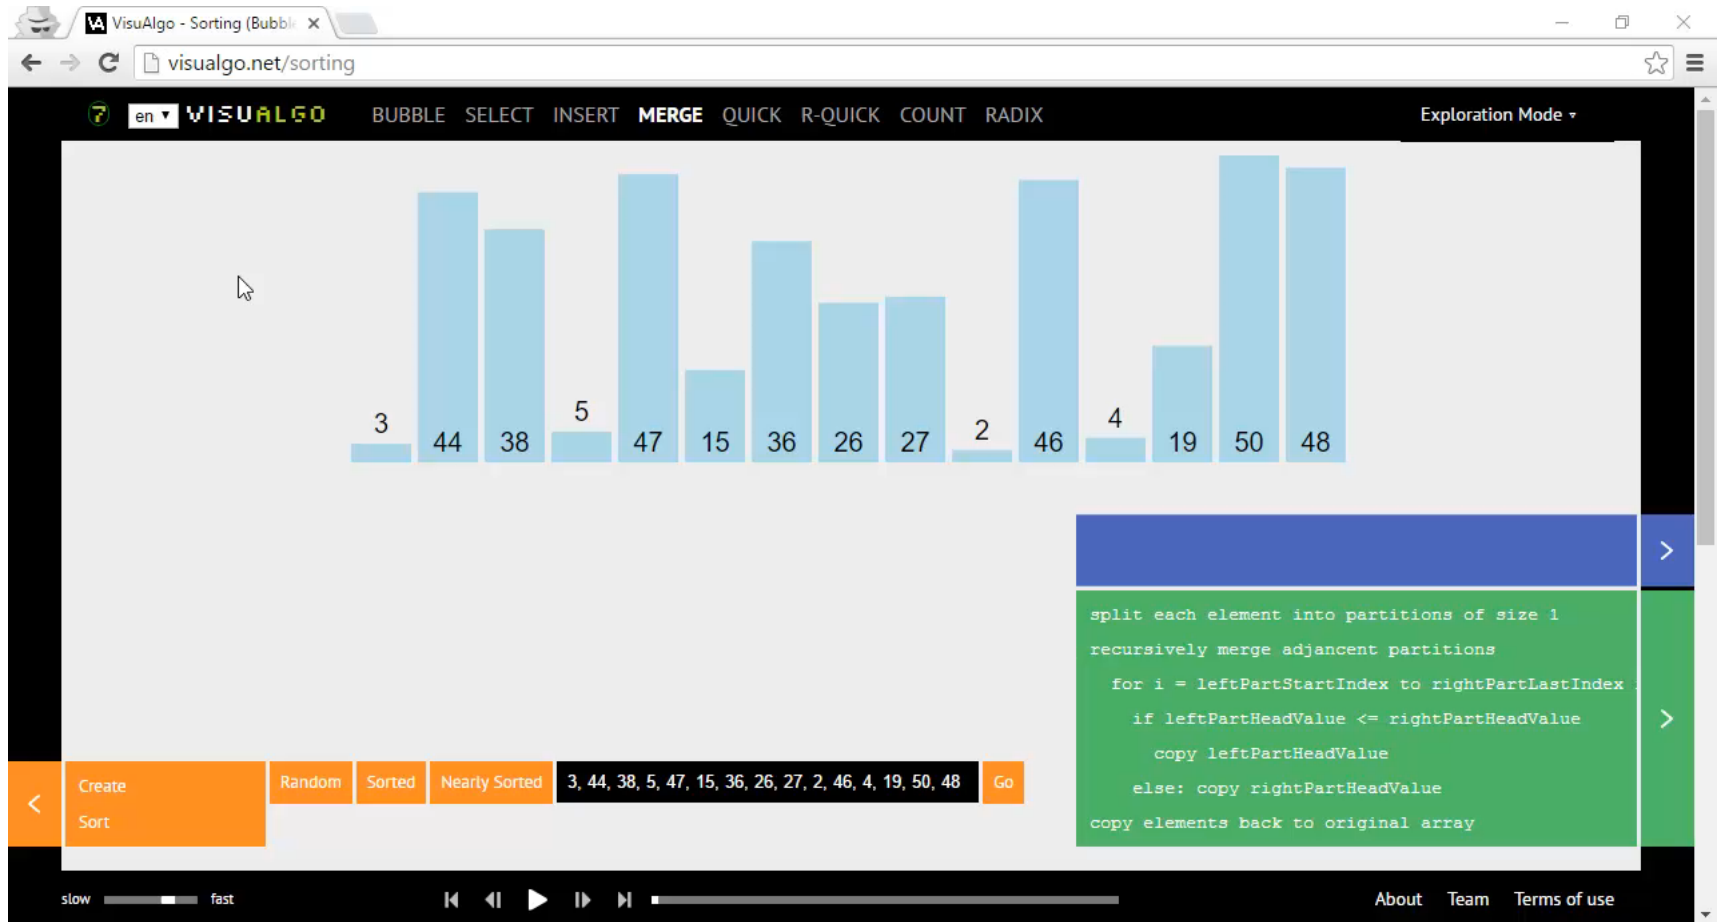 VisuAlgo - Sorting (Bubbl
visualgo.net/sorting
7 en VISUALGO BUBBLE SELECT INSERT MERGE QUICK R-QUICK COUNT RADIX Exploration Mode
3 44 38 5 47 15 36 26 27 2 46 4 19 50 48
split each element into partitions of size 1
recursively merge adjancent partitions
for i = leftPartStartIndex to rightPartLastIndex
if leftPartHeadValue <= rightPartHeadValue
copy leftPartHeadValue
else: copy rightPartHeadValue
copy elements back to original array
Create
Sort
Random Sorted Nearly Sorted 3, 44, 38, 5, 47, 15, 36, 26, 27, 2, 46, 4, 19, 50, 48 Go
slow fast
About Team Terms of use